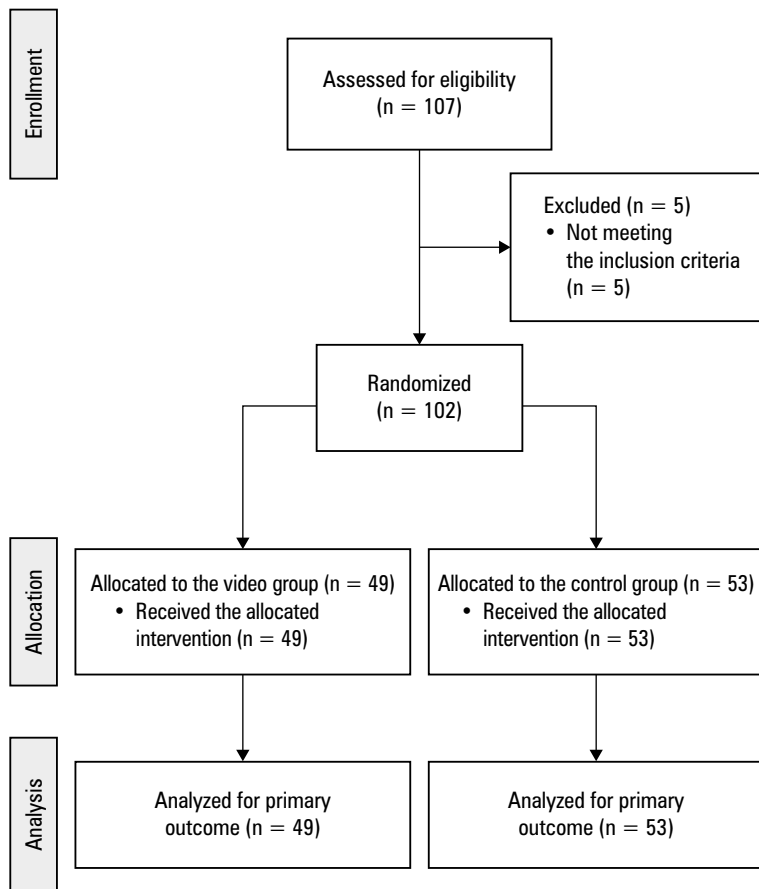 Enrollment
Assessed for eligibility
(n = 107)
Excluded (n = 5)
• Not meeting
the inclusion criteria
(n = 5)
Randomized
(n = 102)
Allocation
Allocated to the video group (n = 49)
• Received the allocated
intervention (n = 49)
Allocated to the control group (n = 53)
• Received the allocated
intervention (n = 53)
Analysis
Analyzed for primary
outcome (n = 49)
Analyzed for primary
outcome (n = 53)